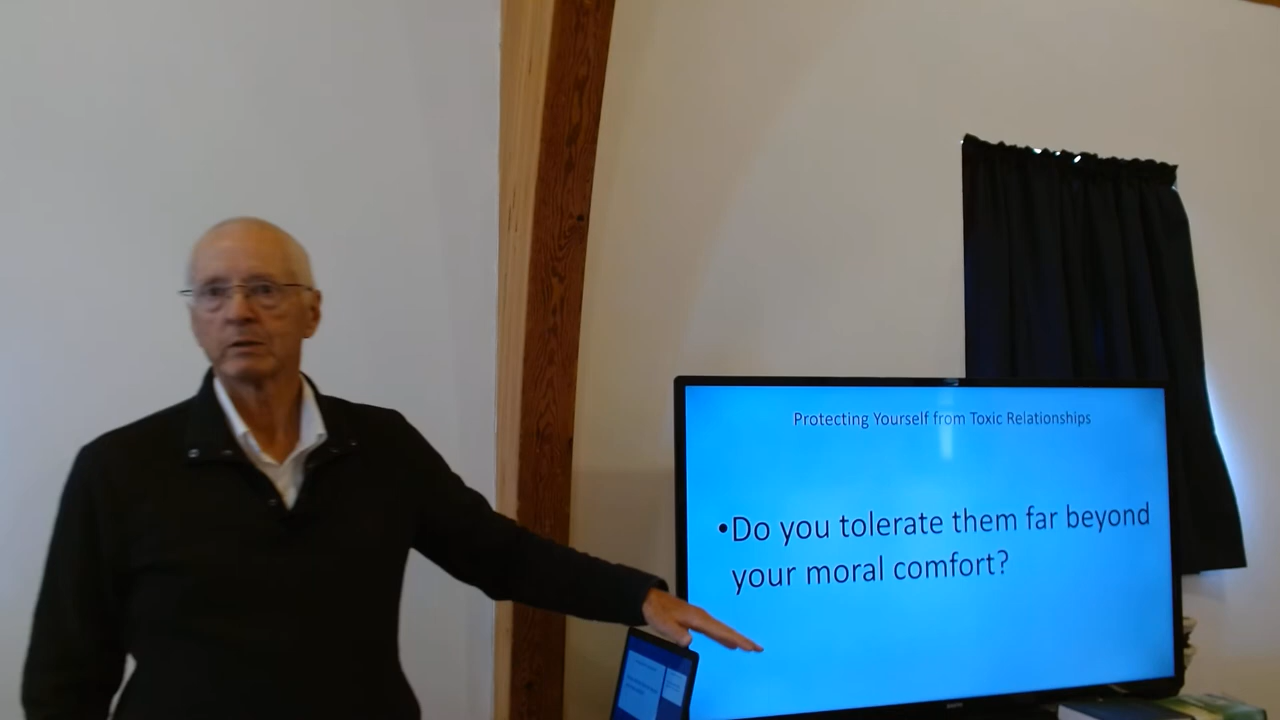 Protecting Yourself from Toxic Relationships
•Do you tolerate them far beyond
your moral comfort?